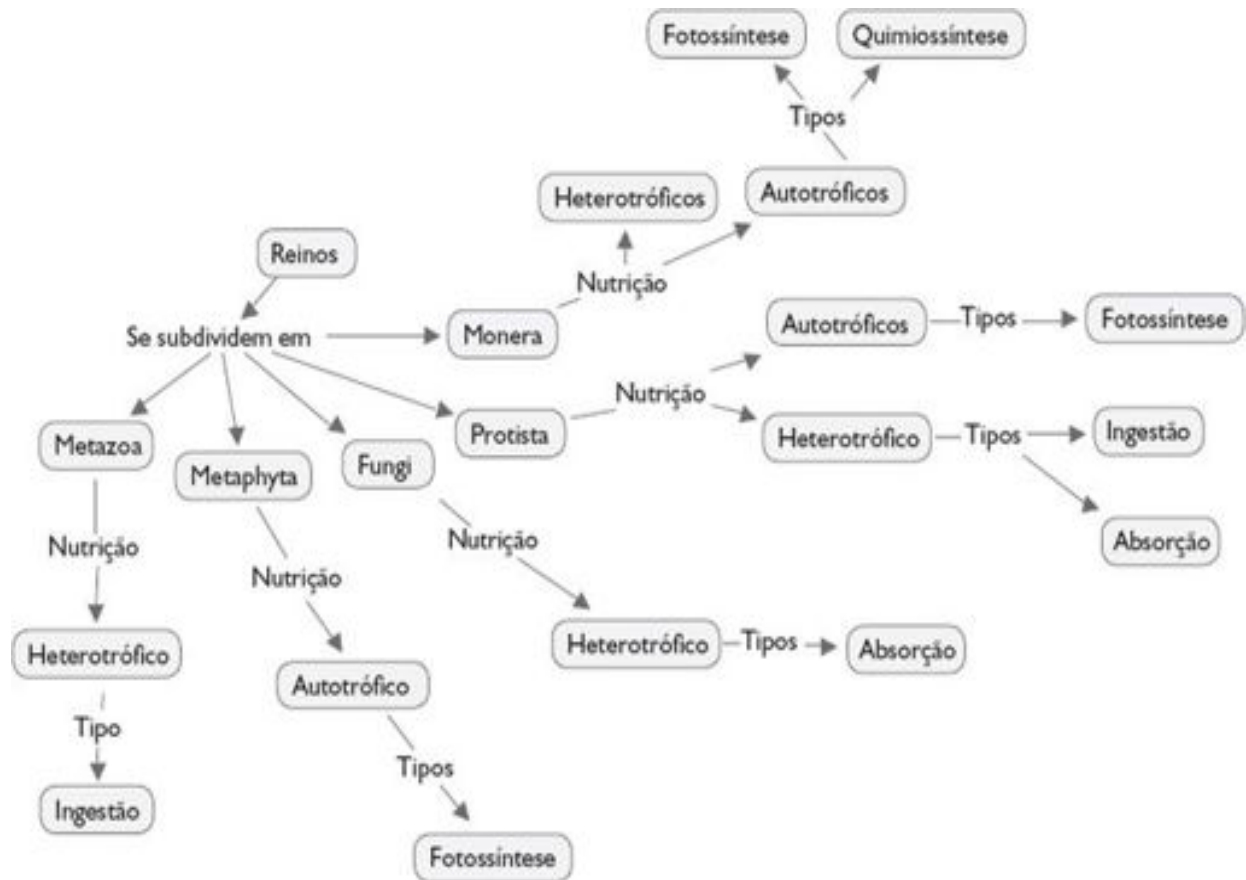 Fotossíntese
Quimiossíntese
Tipos
Heterotróficos
Autotróficos
Reinos
Nutrição
Se subdividem em
Monera
Autotróficos
Tipos
Fotossíntese
Nutrição
Metazoa
Metaphyta
Fungi
Protista
Heterotrófico
Tipos
Ingestão
Absorção
Nutrição
Nutrição
Nutrição
Heterotrófico
Autotrófico
Heterotrófico
Tipos
Absorção
Tipo
Tipos
Ingestão
Fotossíntese